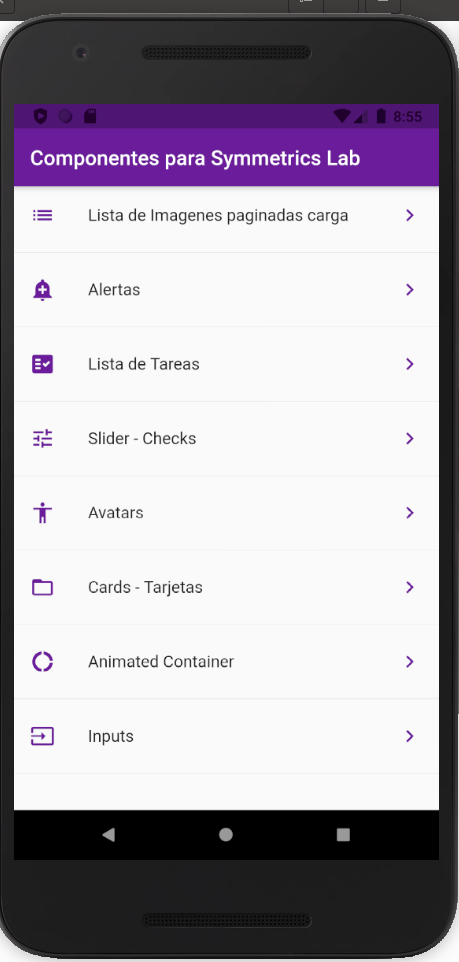 8:55
Componentes para Symmetrics Lab
Lista de Imagenes paginadas carga
Alertas
Lista de Tareas
Slider - Checks
Avatars
Cards - Tarjetas
Animated Container
Inputs